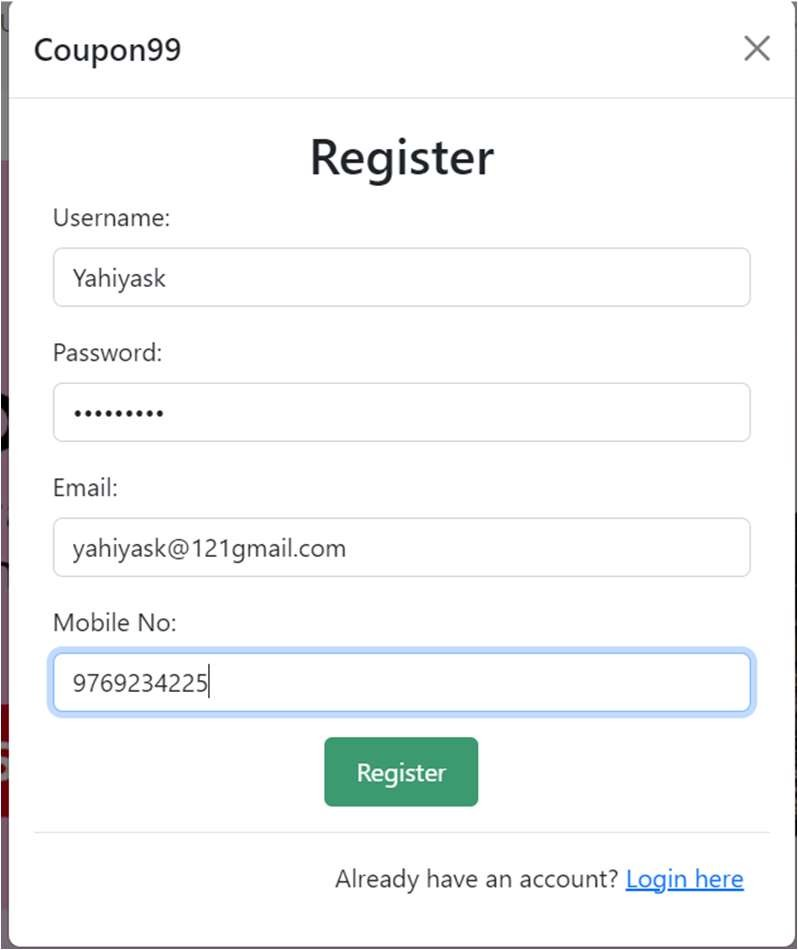 Coupon99
Register
Username:
Yahiyask
Password:
•••••••••
Email:
yahiyask@121gmail.com
Mobile No:
9769234225
Register
Already have an account? Login here